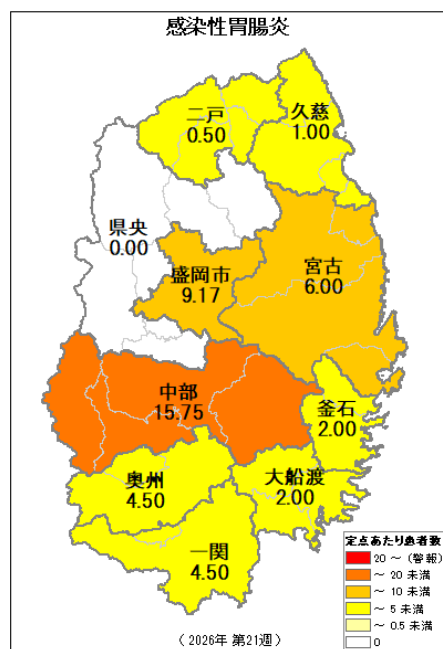 感染性胃腸炎
二戸
0.50
久慈
1.00
県央
0.00
盛岡市
9.17
宮古
6.00
中部
15.75
釜石
2.00
奥州
4.50
大船渡
2.00
一関
4.50
定点あたり患者数
20 ～ (警報)
～ 20 未満
～ 10 未満
～ 5 未満
～ 0.5 未満
0
（ 2026年 第21週 ）